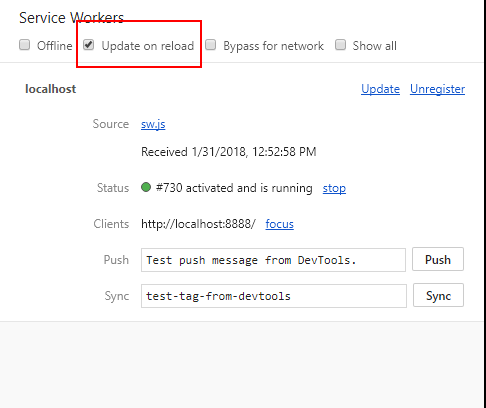 Service Workers
Offline Update on reload Bypass for network Show all
localhost Update Unregister
Source sw.js
Received 1/31/2018, 12:52:58 PM
Status #730 activated and is running stop
Clients http://localhost:8888/ focus
Push Test push message from DevTools. Push
Sync test-tag-from-devtools Sync